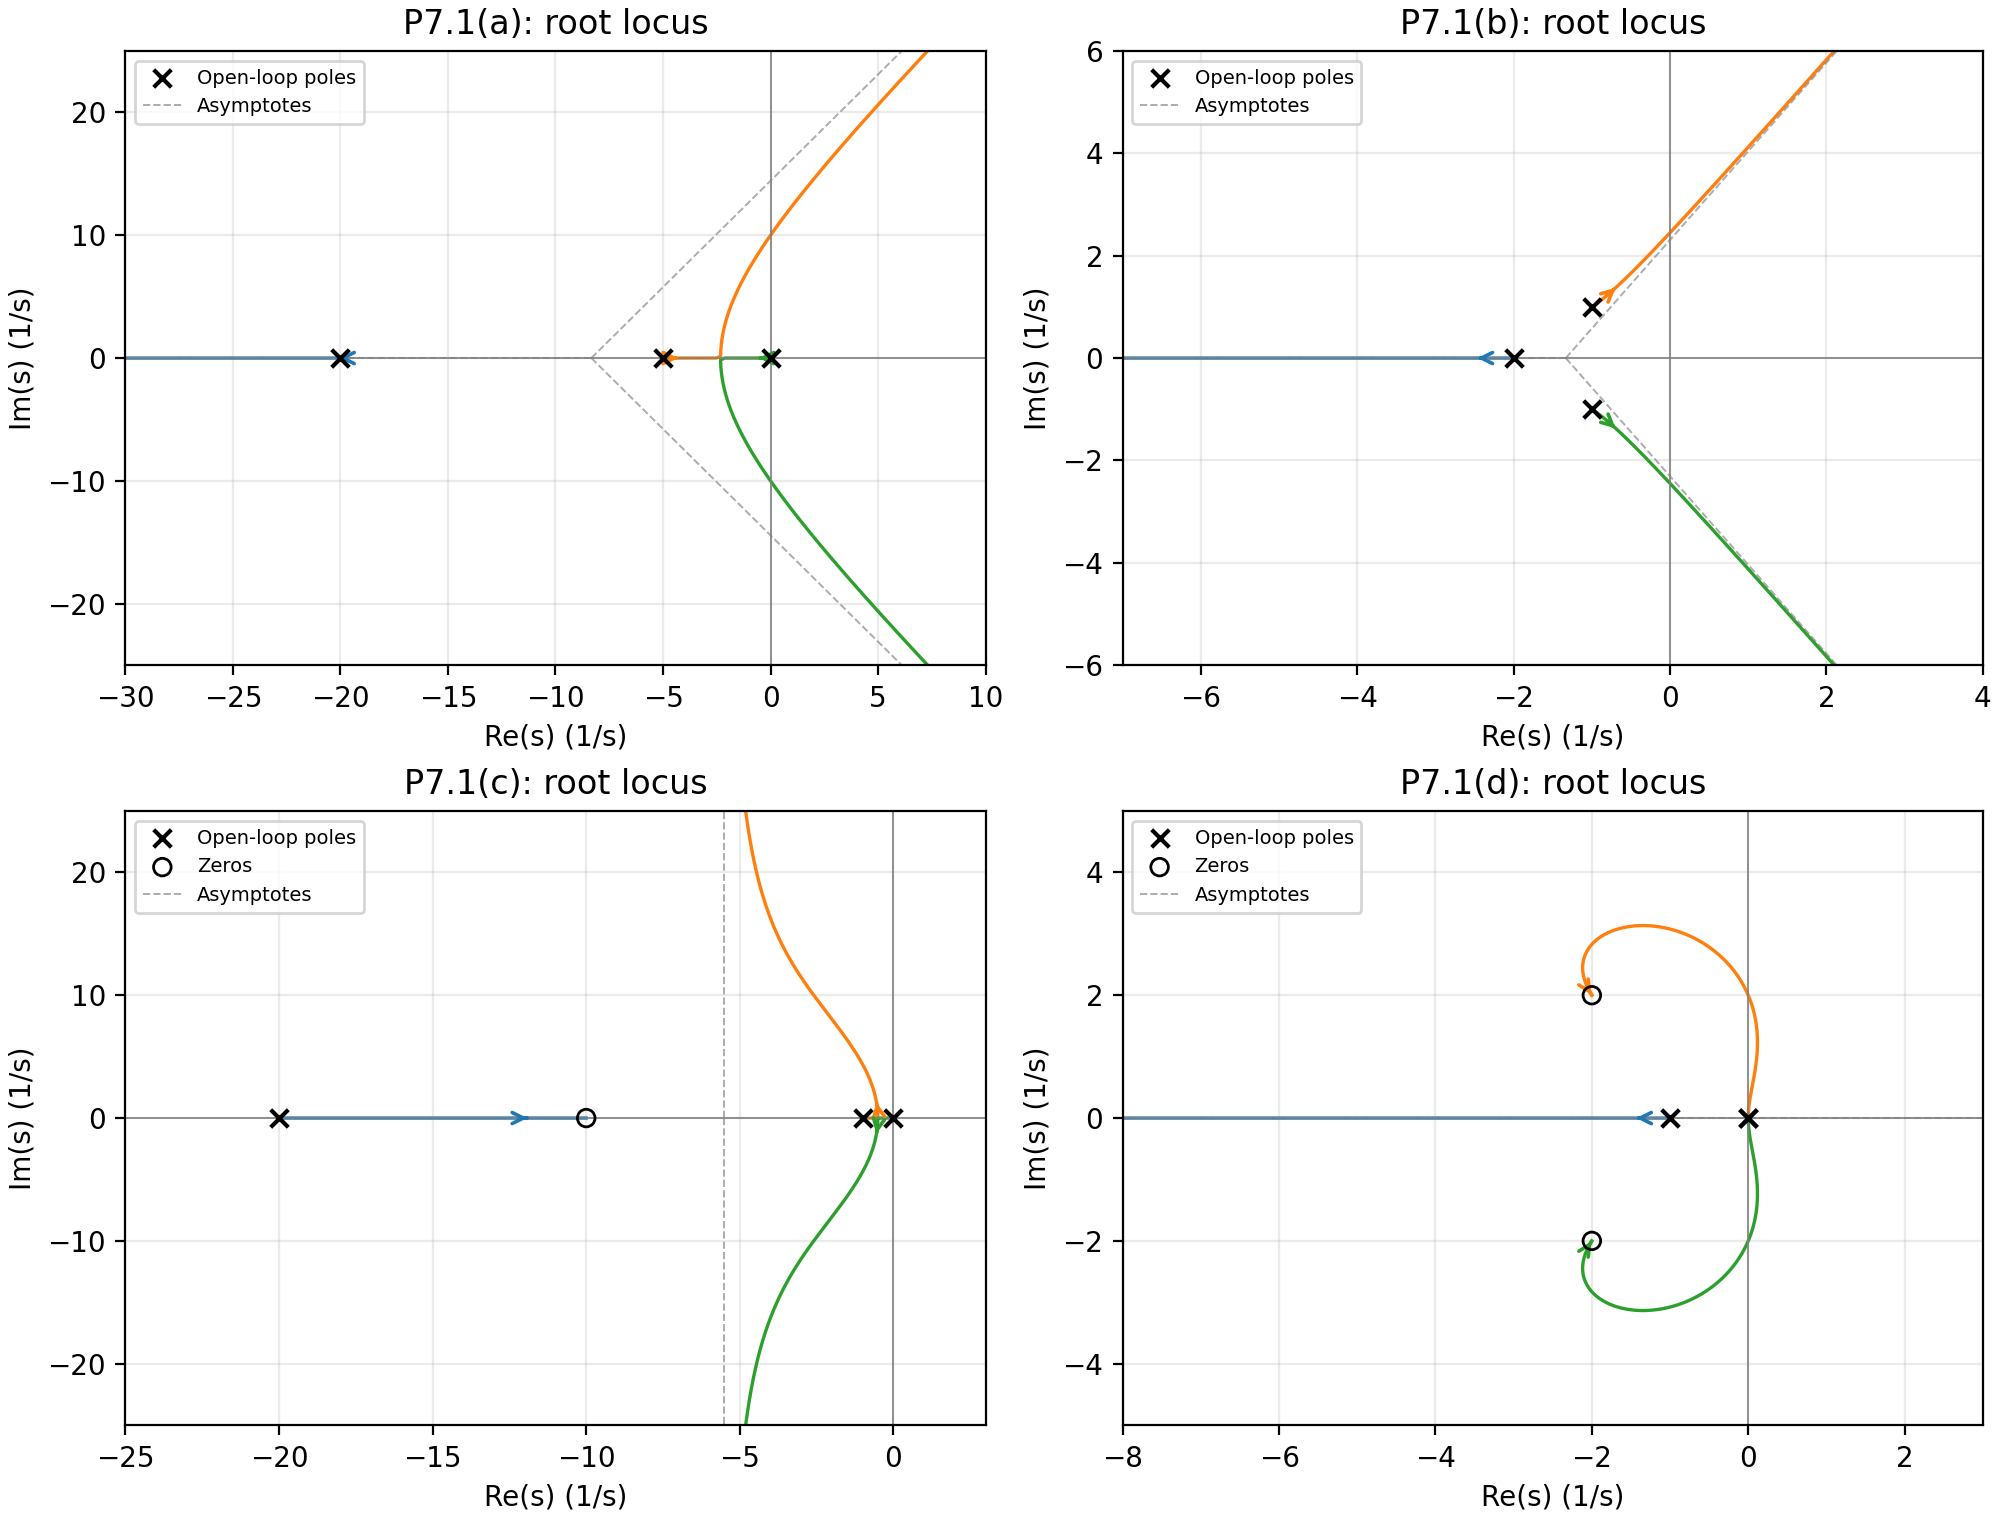 P7.1(a): root locus
Open-loop poles
Asymptotes
20
10
0
−10
−20
Im(s) (1/s)
−30 −25 −20 −15 −10 −5 0 5 10
Re(s) (1/s)
P7.1(b): root locus
Open-loop poles
Asymptotes
6
4
2
0
−2
−4
−6
Im(s) (1/s)
−6 −4 −2 0 2 4
Re(s) (1/s)
P7.1(c): root locus
Open-loop poles
Zeros
Asymptotes
20
10
0
−10
−20
Im(s) (1/s)
−25 −20 −15 −10 −5 0
Re(s) (1/s)
P7.1(d): root locus
Open-loop poles
Zeros
Asymptotes
4
2
0
−2
−4
Im(s) (1/s)
−8 −6 −4 −2 0 2
Re(s) (1/s)